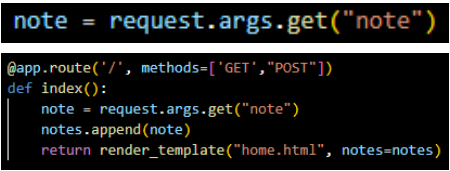 note = request.args.get("note")
@app.route('/', methods=['GET',"POST"])
def index():
    note = request.args.get("note")
    notes.append(note)
    return render_template("home.html", notes=notes)